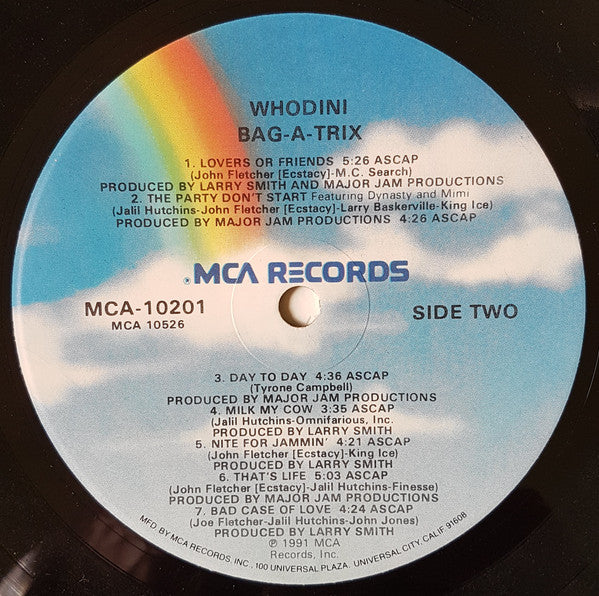 WHODINI
BAG-A-TRIX
1. LOVERS OR FRIENDS 5:26 ASCAP
(John Fletcher [Ecstacy]-M.C. Search)
PRODUCED BY LARRY SMITH AND MAJOR JAM PRODUCTIONS
2. THE PARTY DON'T START Featuring Dynasty and Mimi
(Jalil Hutchins-John Fletcher [Ecstacy]-Larry Baskerville-King Ice)
PRODUCED BY MAJOR JAM PRODUCTIONS 4:26 ASCAP
MCA RECORDS
MCA-10201
MCA 10526
SIDE TWO
3. DAY TO DAY 4:36 ASCAP
(Tyrone Campbell)
PRODUCED BY MAJOR JAM PRODUCTIONS
4. MILK MY COW 3:35 ASCAP
(Jalil Hutchins-Omnifarious, Inc.
PRODUCED BY LARRY SMITH
5. NITE FOR JAMMIN' 4:21 ASCAP
(John Fletcher [Ecstacy]-King Ice)
PRODUCED BY LARRY SMITH
6. THAT'S LIFE 5:03 ASCAP
(John Fletcher [Ecstacy]-Jalil Hutchins-Finesse)
PRODUCED BY MAJOR JAM PRODUCTIONS
7. BAD CASE OF LOVE 4:24 ASCAP
(Joe Fletcher-Jalil Hutchins-John Jones)
PRODUCED BY LARRY SMITH
℗ 1991 MCA
Records, Inc.
MFD. BY MCA RECORDS, INC., 100 UNIVERSAL PLAZA, UNIVERSAL CITY, CALIF. 91608